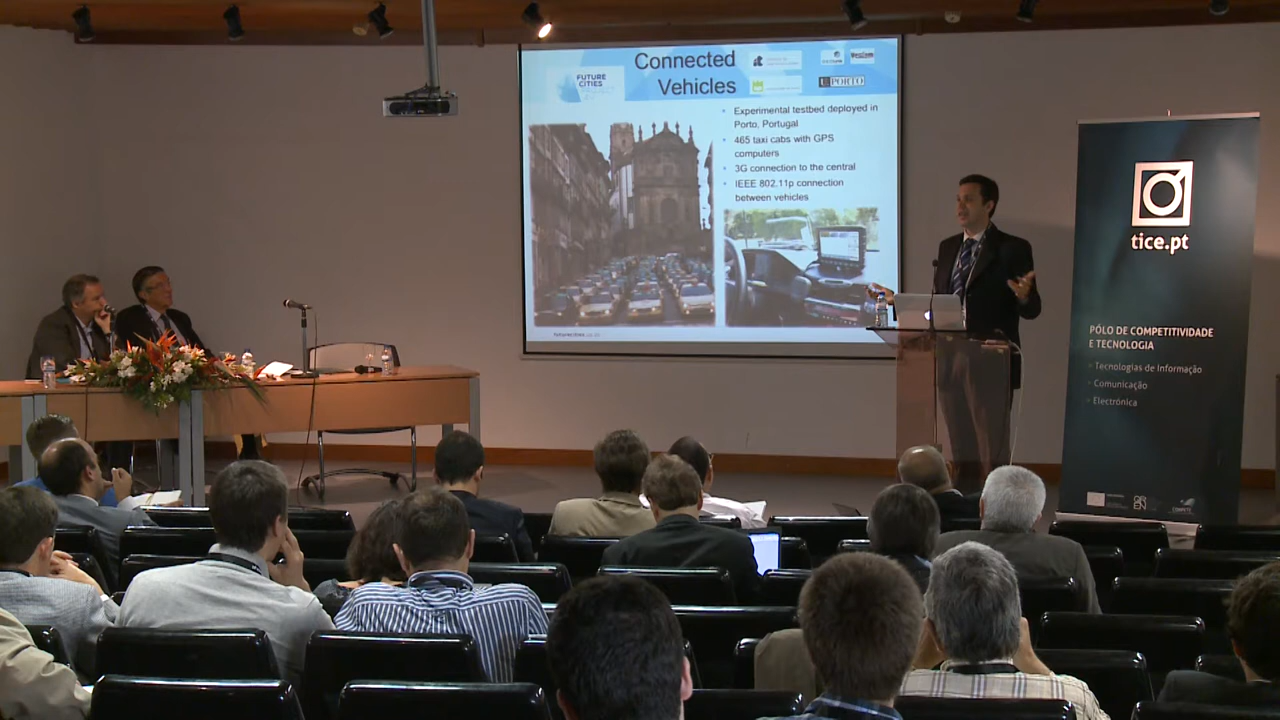 Connected
Vehicles
FUTURE
CITIES
U.PORTO
• Experimental testbed deployed in
Porto, Portugal
• 465 taxi cabs with GPS
computers
• 3G connection to the central
• IEEE 802.11p connection
between vehicles
tice.pt
PÓLO DE COMPETITIVIDADE
E TECNOLOGIA
• Tecnologias de Informação
• Comunicação
• Electrónica
QREN
COMPETE